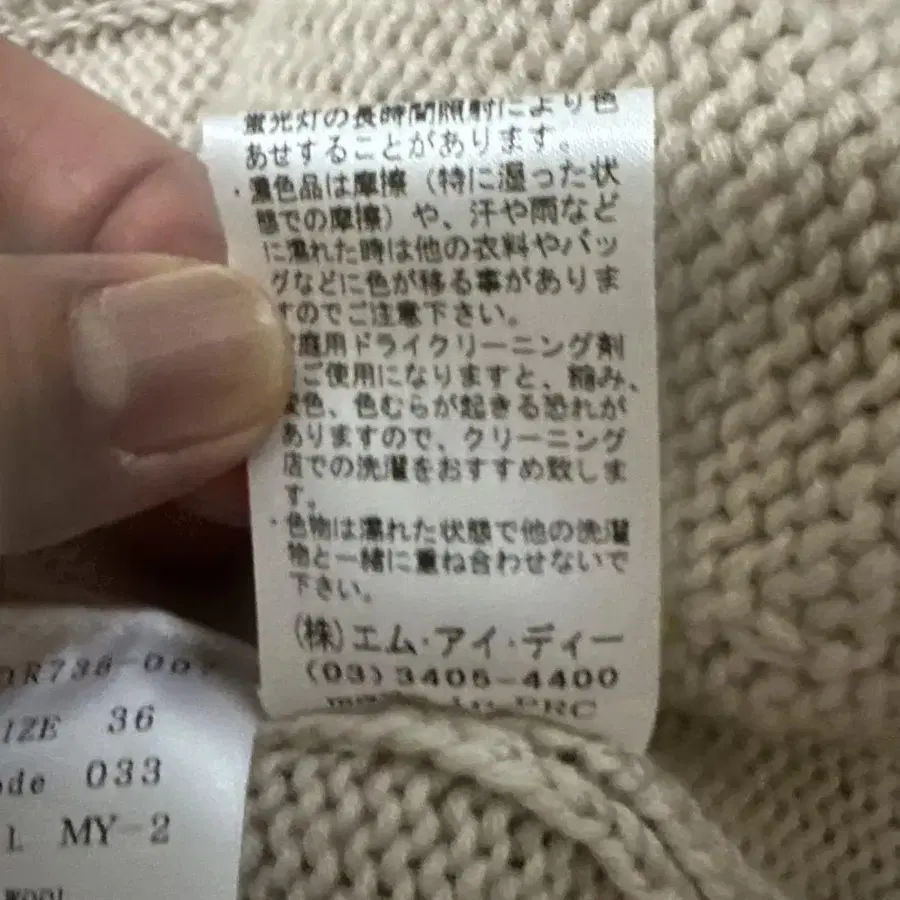 蛍光灯の長時間照射により色
あせすることがあります。
・濃色品は摩擦（特に湿った状
態での摩擦）や、汗や雨など
に濡れた時は他の衣料やバッ
グなどに色が移る事がありま
すのでご注意下さい。
庭用ドライクリーニング剤
ご使用になりますと、縮み、
色、色むらが起きる恐れが
ありますので、クリーニング
店での洗濯をおすすめ致しま
す。
・色物は濡れた状態で他の洗濯
物と一緒に重ね合わせないで
下さい。
(株)エム・アイ・ディー
(03)3406-4400
PRC
SIZE 36
033
MY-2
wool